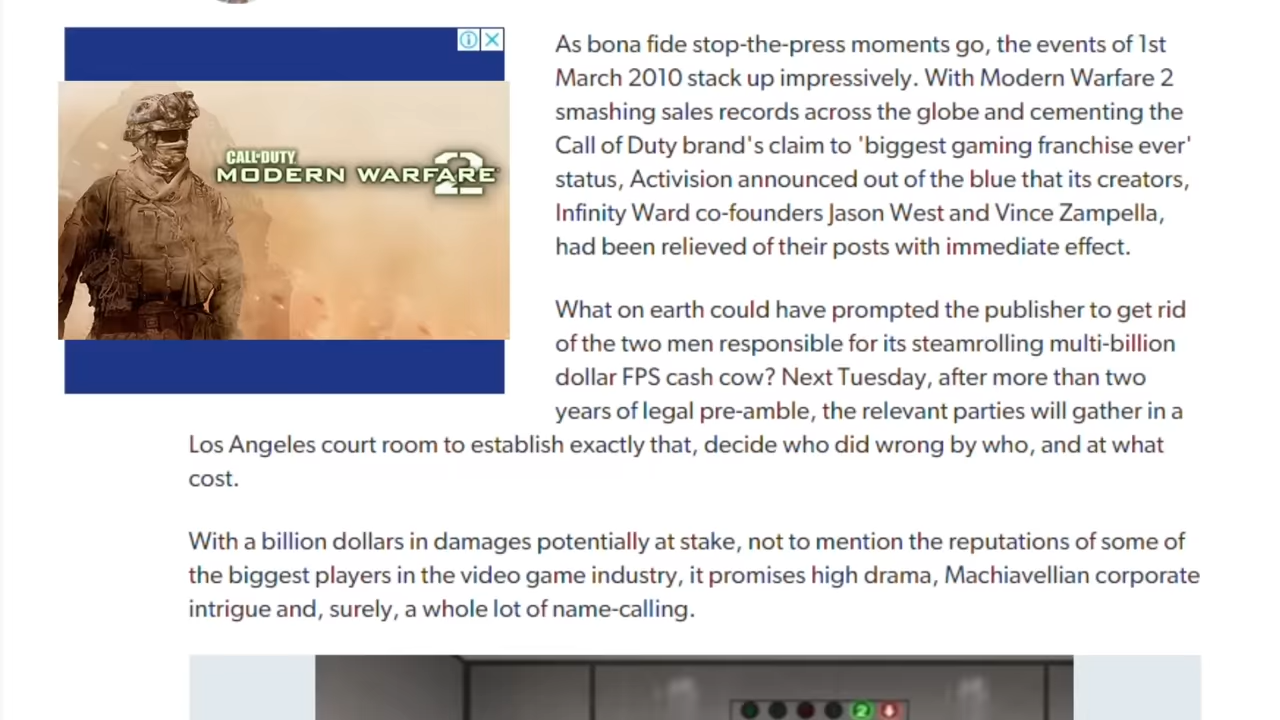 CALL OF DUTY
MODERN WARFARE 2
As bona fide stop-the-press moments go, the events of 1st
March 2010 stack up impressively. With Modern Warfare 2
smashing sales records across the globe and cementing the
Call of Duty brand's claim to 'biggest gaming franchise ever'
status, Activision announced out of the blue that its creators,
Infinity Ward co-founders Jason West and Vince Zampella,
had been relieved of their posts with immediate effect.
What on earth could have prompted the publisher to get rid
of the two men responsible for its steamrolling multi-billion
dollar FPS cash cow? Next Tuesday, after more than two
years of legal pre-amble, the relevant parties will gather in a
Los Angeles court room to establish exactly that, decide who did wrong by who, and at what
cost.
With a billion dollars in damages potentially at stake, not to mention the reputations of some of
the biggest players in the video game industry, it promises high drama, Machiavellian corporate
intrigue and, surely, a whole lot of name-calling.
2